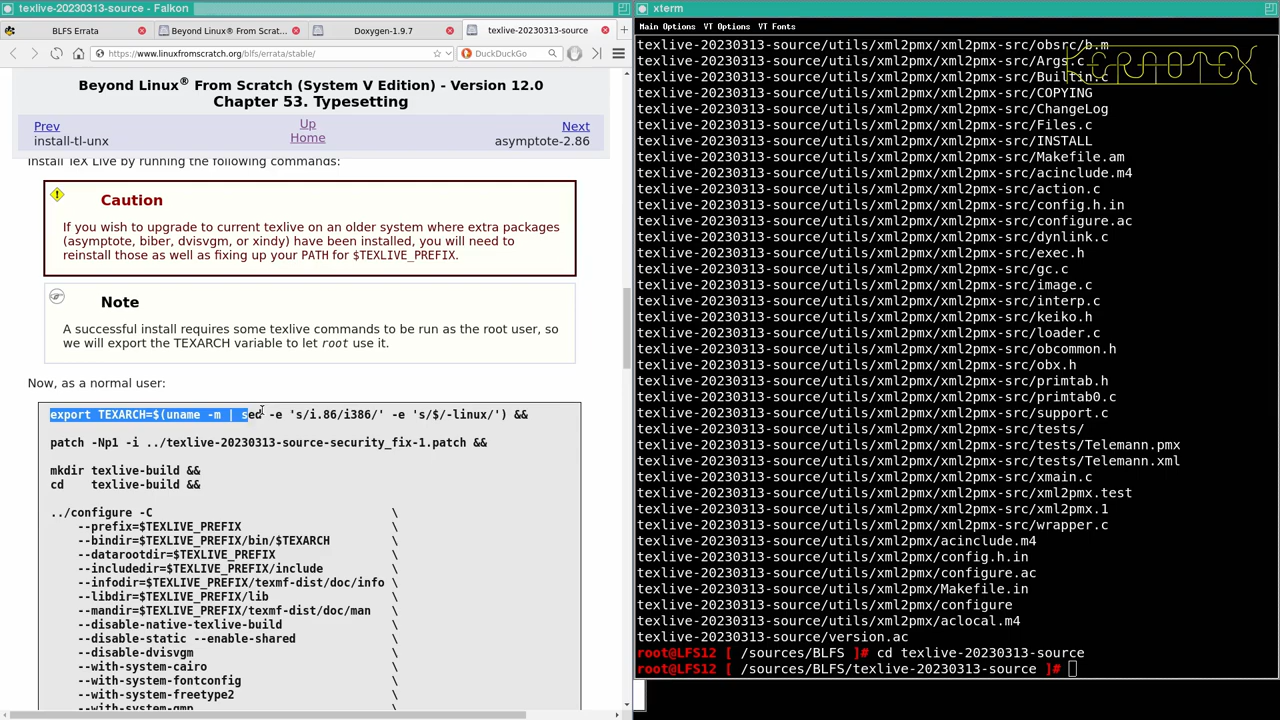 texlive-20230313-source - Falkon
BLFS Errata
Beyond Linux® From Scrat...
Doxygen-1.9.7
texlive-20230313-source
https://www.linuxfromscratch.org/blfs/errata/stable/
DuckDuckGo
Beyond Linux® From Scratch (System V Edition) - Version 12.0
Chapter 53. Typesetting
Prev
Up
Next
install-tl-unx
Home
asymptote-2.86
Install TeX Live by running the following commands:
Caution
If you wish to upgrade to current texlive on an older system where extra packages
(asymptote, biber, dvisvgm, or xindy) have been installed, you will need to
reinstall those as well as fixing up your PATH for $TEXLIVE_PREFIX.
Note
A successful install requires some texlive commands to be run as the root user, so
we will export the TEXARCH variable to let root use it.
Now, as a normal user:
export TEXARCH=$(uname -m | sed -e 's/i.86/i386/' -e 's/$/-linux/') &&
patch -Np1 -i ../texlive-20230313-source-security_fix-1.patch &&
mkdir texlive-build &&
cd    texlive-build &&
../configure -C \
--prefix=$TEXLIVE_PREFIX \
--bindir=$TEXLIVE_PREFIX/bin/$TEXARCH \
--datarootdir=$TEXLIVE_PREFIX \
--includedir=$TEXLIVE_PREFIX/include \
--infodir=$TEXLIVE_PREFIX/texmf-dist/doc/info \
--libdir=$TEXLIVE_PREFIX/lib \
--mandir=$TEXLIVE_PREFIX/texmf-dist/doc/man \
--disable-native-texlive-build \
--disable-static --enable-shared \
--disable-dvisvgm \
--with-system-cairo \
--with-system-fontconfig \
--with-system-freetype2 \
--with-system-gmp \
xterm
Main Options VT Options VT Fonts
texlive-20230313-source/utils/xml2pmx/xml2pmx-src/obsrc/b.m
texlive-20230313-source/utils/xml2pmx/xml2pmx-src/Args.c
texlive-20230313-source/utils/xml2pmx/xml2pmx-src/Builtin.c
texlive-20230313-source/utils/xml2pmx/xml2pmx-src/COPYING
texlive-20230313-source/utils/xml2pmx/xml2pmx-src/ChangeLog
texlive-20230313-source/utils/xml2pmx/xml2pmx-src/Files.c
texlive-20230313-source/utils/xml2pmx/xml2pmx-src/INSTALL
texlive-20230313-source/utils/xml2pmx/xml2pmx-src/Makefile.am
texlive-20230313-source/utils/xml2pmx/xml2pmx-src/acinclude.m4
texlive-20230313-source/utils/xml2pmx/xml2pmx-src/action.c
texlive-20230313-source/utils/xml2pmx/xml2pmx-src/config.h.in
texlive-20230313-source/utils/xml2pmx/xml2pmx-src/configure.ac
texlive-20230313-source/utils/xml2pmx/xml2pmx-src/dynlink.c
texlive-20230313-source/utils/xml2pmx/xml2pmx-src/exec.h
texlive-20230313-source/utils/xml2pmx/xml2pmx-src/gc.c
texlive-20230313-source/utils/xml2pmx/xml2pmx-src/image.c
texlive-20230313-source/utils/xml2pmx/xml2pmx-src/interp.c
texlive-20230313-source/utils/xml2pmx/xml2pmx-src/keiko.h
texlive-20230313-source/utils/xml2pmx/xml2pmx-src/loader.c
texlive-20230313-source/utils/xml2pmx/xml2pmx-src/obcommon.h
texlive-20230313-source/utils/xml2pmx/xml2pmx-src/obx.h
texlive-20230313-source/utils/xml2pmx/xml2pmx-src/primtab.h
texlive-20230313-source/utils/xml2pmx/xml2pmx-src/primtab0.c
texlive-20230313-source/utils/xml2pmx/xml2pmx-src/support.c
texlive-20230313-source/utils/xml2pmx/xml2pmx-src/tests/
texlive-20230313-source/utils/xml2pmx/xml2pmx-src/tests/Telemann.pmx
texlive-20230313-source/utils/xml2pmx/xml2pmx-src/tests/Telemann.xml
texlive-20230313-source/utils/xml2pmx/xml2pmx-src/xmain.c
texlive-20230313-source/utils/xml2pmx/xml2pmx-src/xml2pmx.test
texlive-20230313-source/utils/xml2pmx/xml2pmx-src/xml2pmx.1
texlive-20230313-source/utils/xml2pmx/xml2pmx-src/wrapper.c
texlive-20230313-source/utils/xml2pmx/acinclude.m4
texlive-20230313-source/utils/xml2pmx/config.h.in
texlive-20230313-source/utils/xml2pmx/configure.ac
texlive-20230313-source/utils/xml2pmx/Makefile.in
texlive-20230313-source/utils/xml2pmx/configure
texlive-20230313-source/utils/xml2pmx/aclocal.m4
texlive-20230313-source/version.ac
root@LFS12 [ /sources/BLFS ]# cd texlive-20230313-source
root@LFS12 [ /sources/BLFS/texlive-20230313-source ]#